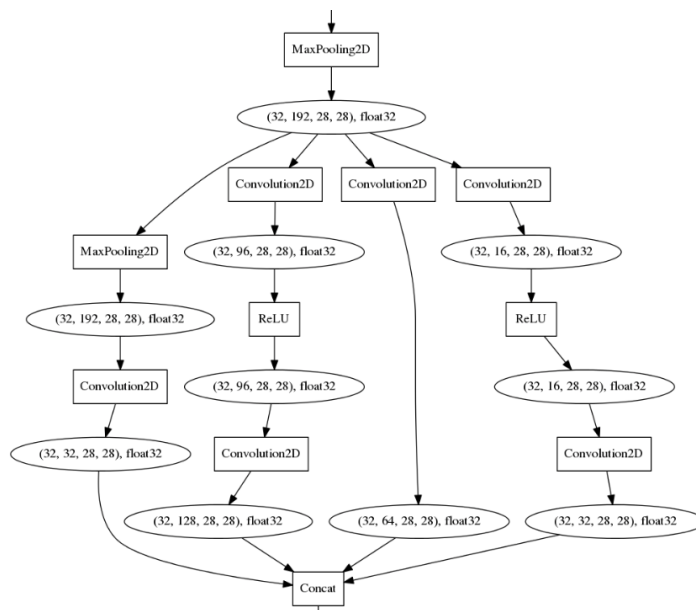 MaxPooling2D
(32, 192, 28, 28), float32
Convolution2D
Convolution2D
Convolution2D
MaxPooling2D
(32, 96, 28, 28), float32
(32, 16, 28, 28), float32
(32, 192, 28, 28), float32
ReLU
ReLU
Convolution2D
(32, 96, 28, 28), float32
(32, 16, 28, 28), float32
(32, 32, 28, 28), float32
Convolution2D
Convolution2D
(32, 128, 28, 28), float32
(32, 64, 28, 28), float32
(32, 32, 28, 28), float32
Concat